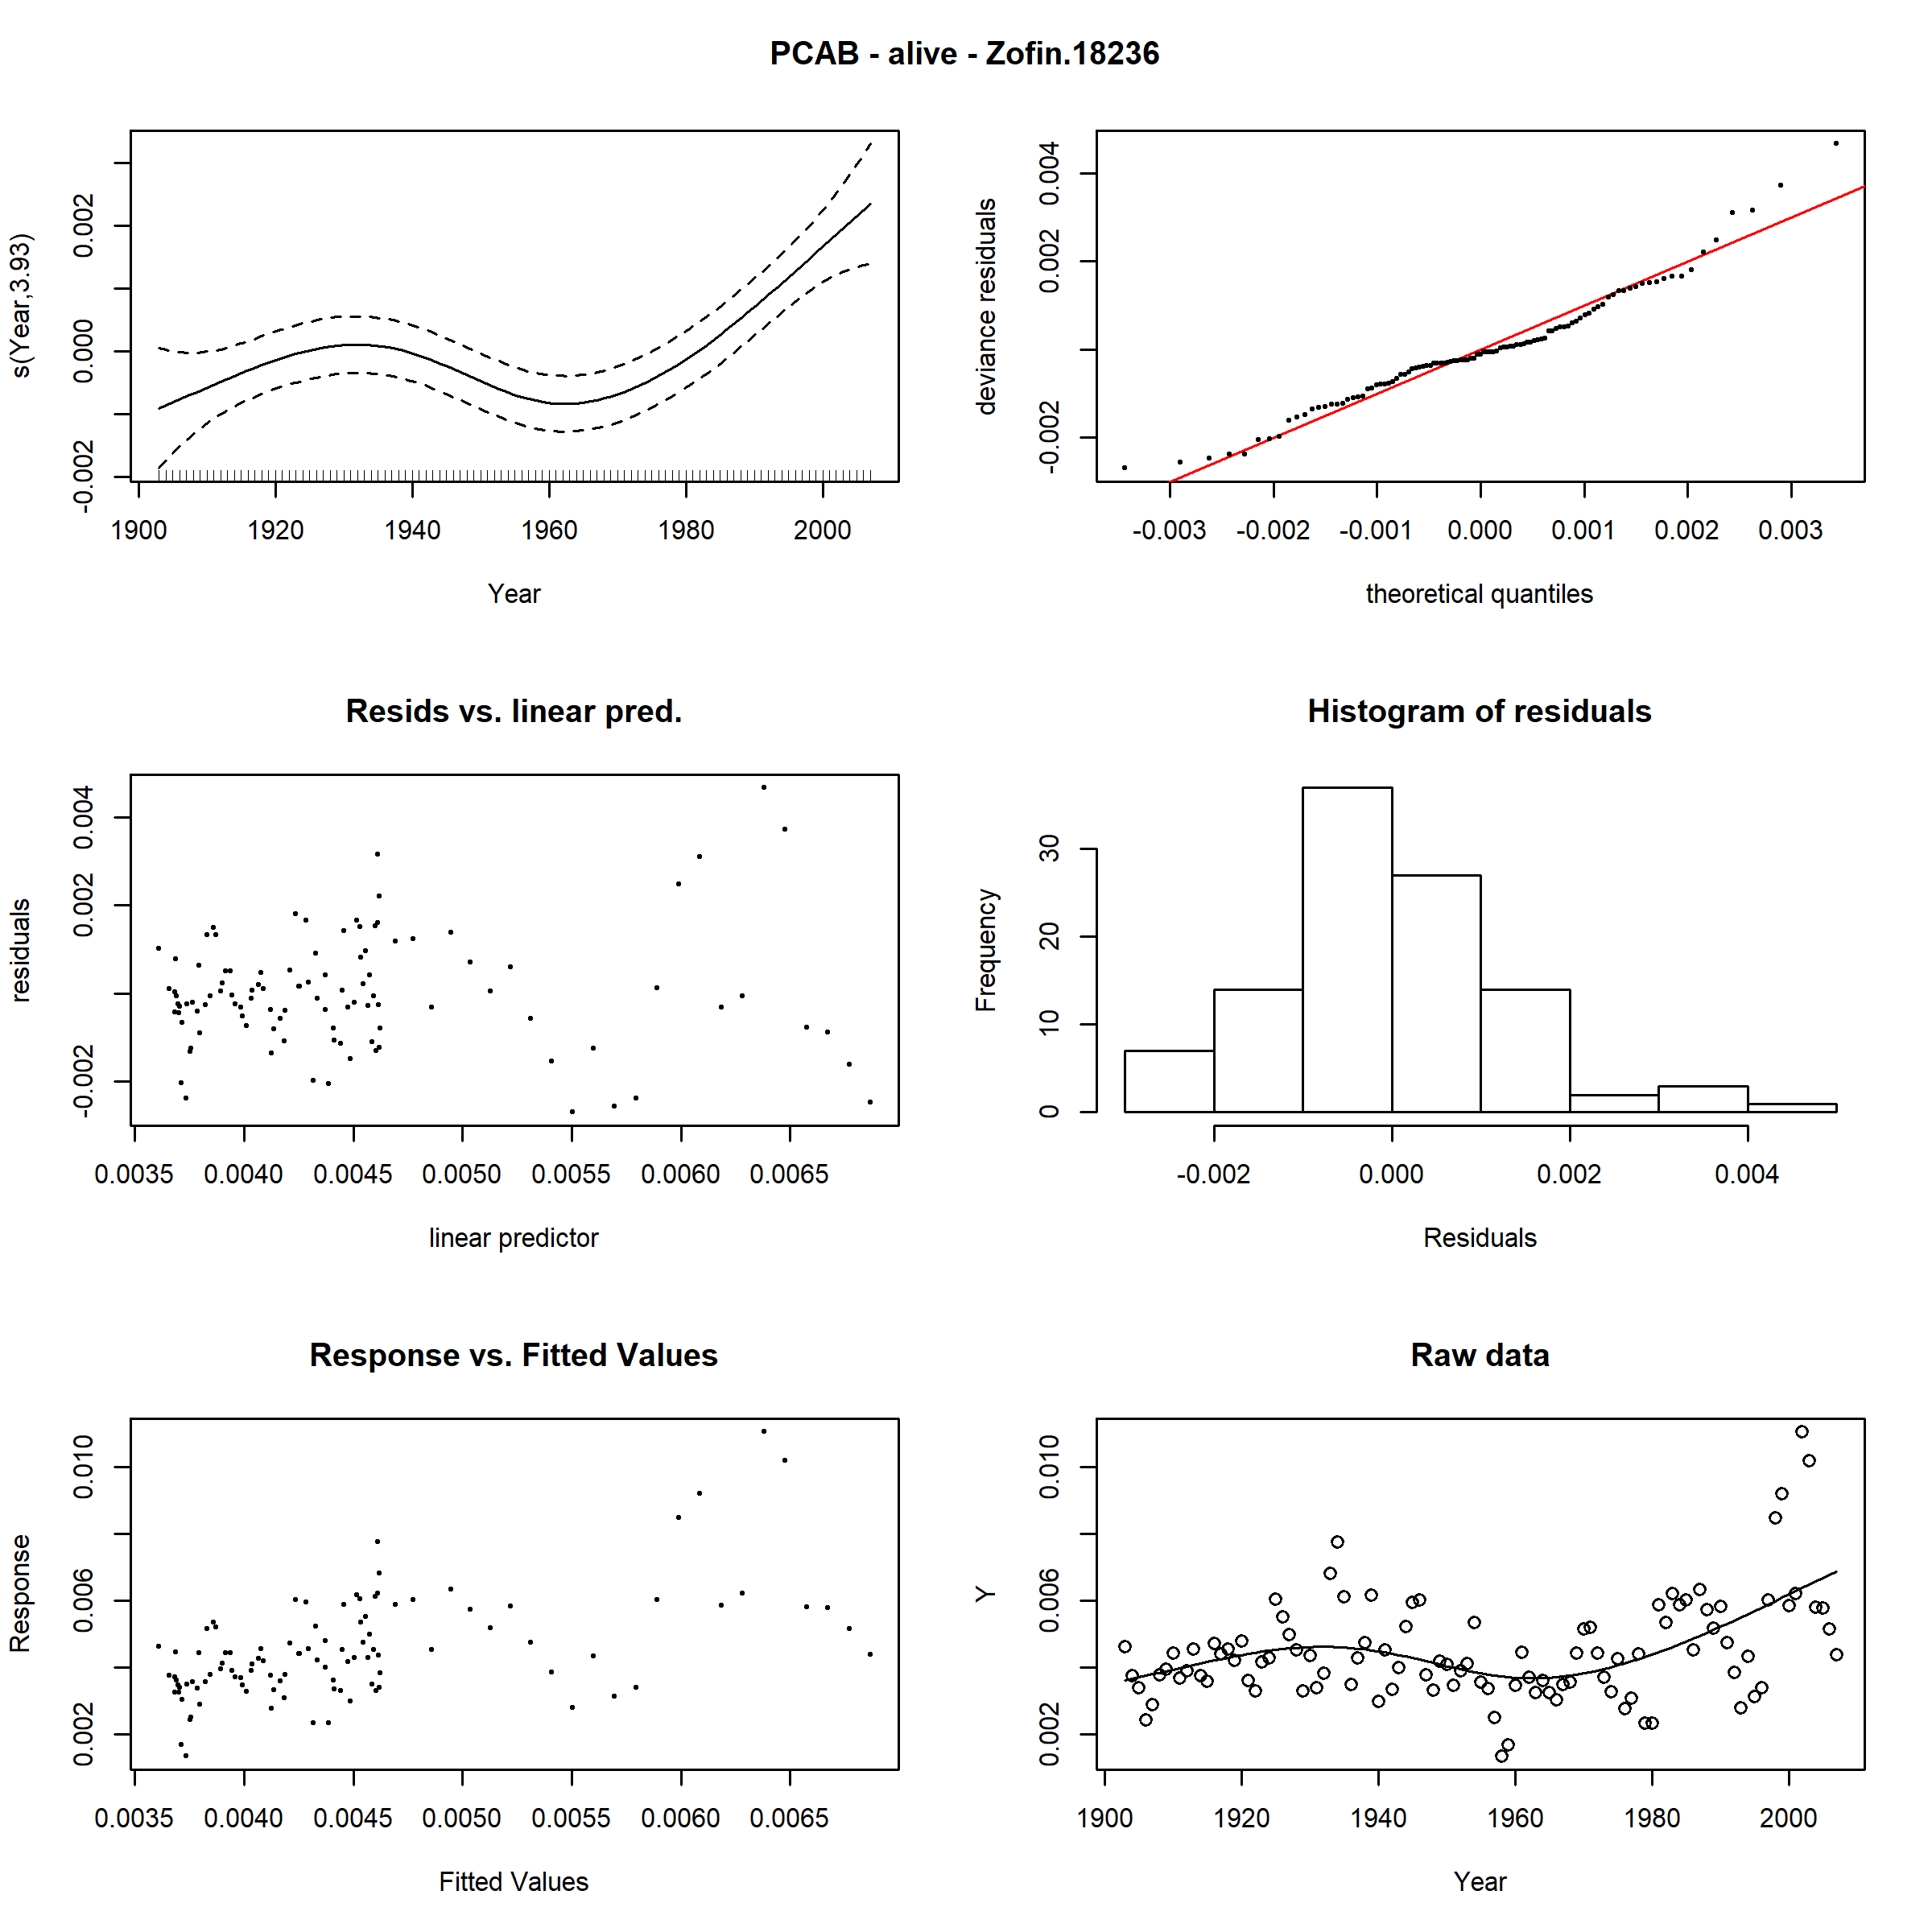 PCAB - alive - Zofin.18236
s(Year,3.93)
-0.002 0.000 0.002
1900 1920 1940 1960 1980 2000
Year
deviance residuals
-0.002 0.002 0.004
-0.003 -0.002 -0.001 0.000 0.001 0.002 0.003
theoretical quantiles
Resids vs. linear pred.
residuals
-0.002 0.002 0.004
0.0035 0.0040 0.0045 0.0050 0.0055 0.0060 0.0065
linear predictor
Histogram of residuals
Frequency
0 10 20 30
-0.002 0.000 0.002 0.004
Residuals
Response vs. Fitted Values
Response
0.002 0.006 0.010
0.0035 0.0040 0.0045 0.0050 0.0055 0.0060 0.0065
Fitted Values
Raw data
Y
0.002 0.006 0.010
1900 1920 1940 1960 1980 2000
Year